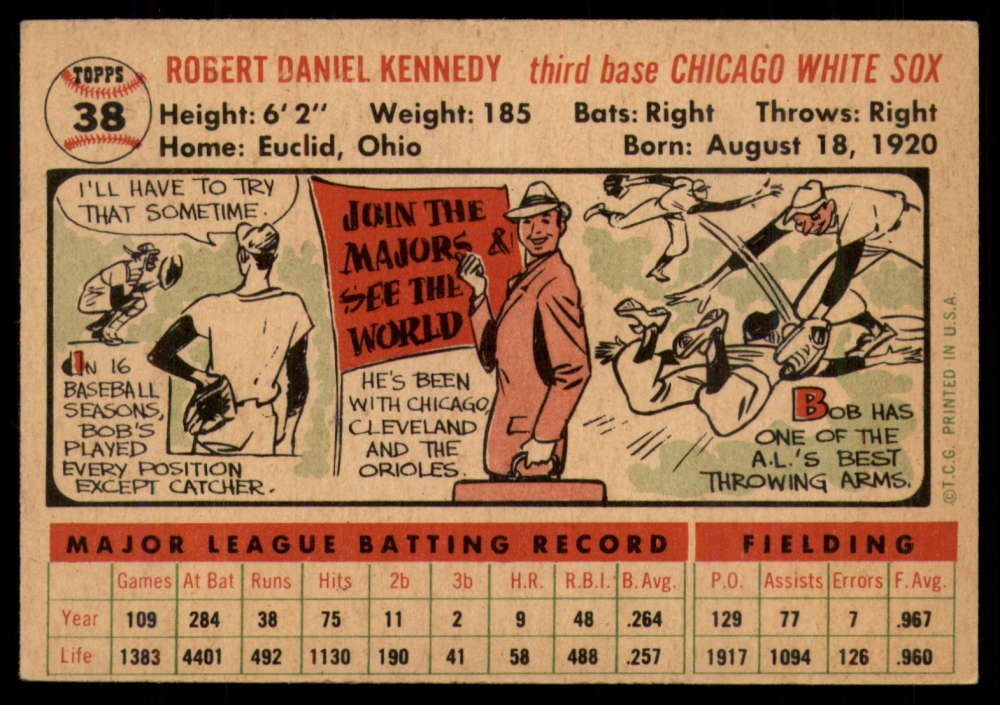 TOPPS
38
ROBERT DANIEL KENNEDY third base CHICAGO WHITE SOX
Height: 6' 2" Weight: 185 Bats: Right Throws: Right
Home: Euclid, Ohio Born: August 18, 1920
I'LL HAVE TO TRY
THAT SOMETIME.
IN 16
BASEBALL
SEASONS,
BOB'S
PLAYED
EVERY POSITION
EXCEPT CATCHER.
JOIN THE
MAJORS &
SEE THE
WORLD
HE'S BEEN
WITH CHICAGO,
CLEVELAND
AND THE
ORIOLES.
BOB HAS
ONE OF THE
A.L.'S BEST
THROWING ARMS.
©T.C.G. PRINTED IN U.S.A.
MAJOR LEAGUE BATTING RECORD FIELDING
Games At Bat Runs Hits 2b 3b H.R. R.B.I. B. Avg. P.O. Assists Errors F. Avg.
Year 109 284 38 75 11 2 9 48 .264 129 77 7 .967
Life 1383 4401 492 1130 190 41 58 488 .257 1917 1094 126 .960